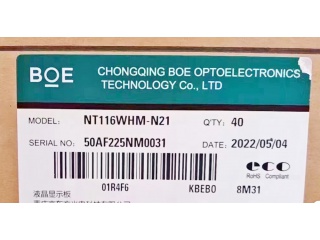 BOE CHONGQING BOE OPTOELECTRONICS
TECHNOLOGY Co., LTD
MODEL: NT116WHM-N21 Q'TY: 40
SERIAL NO: 50AF225NM0031 DATE: 2022/05/04
eco
RoHS Compliant
01R4F6 KBEB0 8M31
液晶显示板